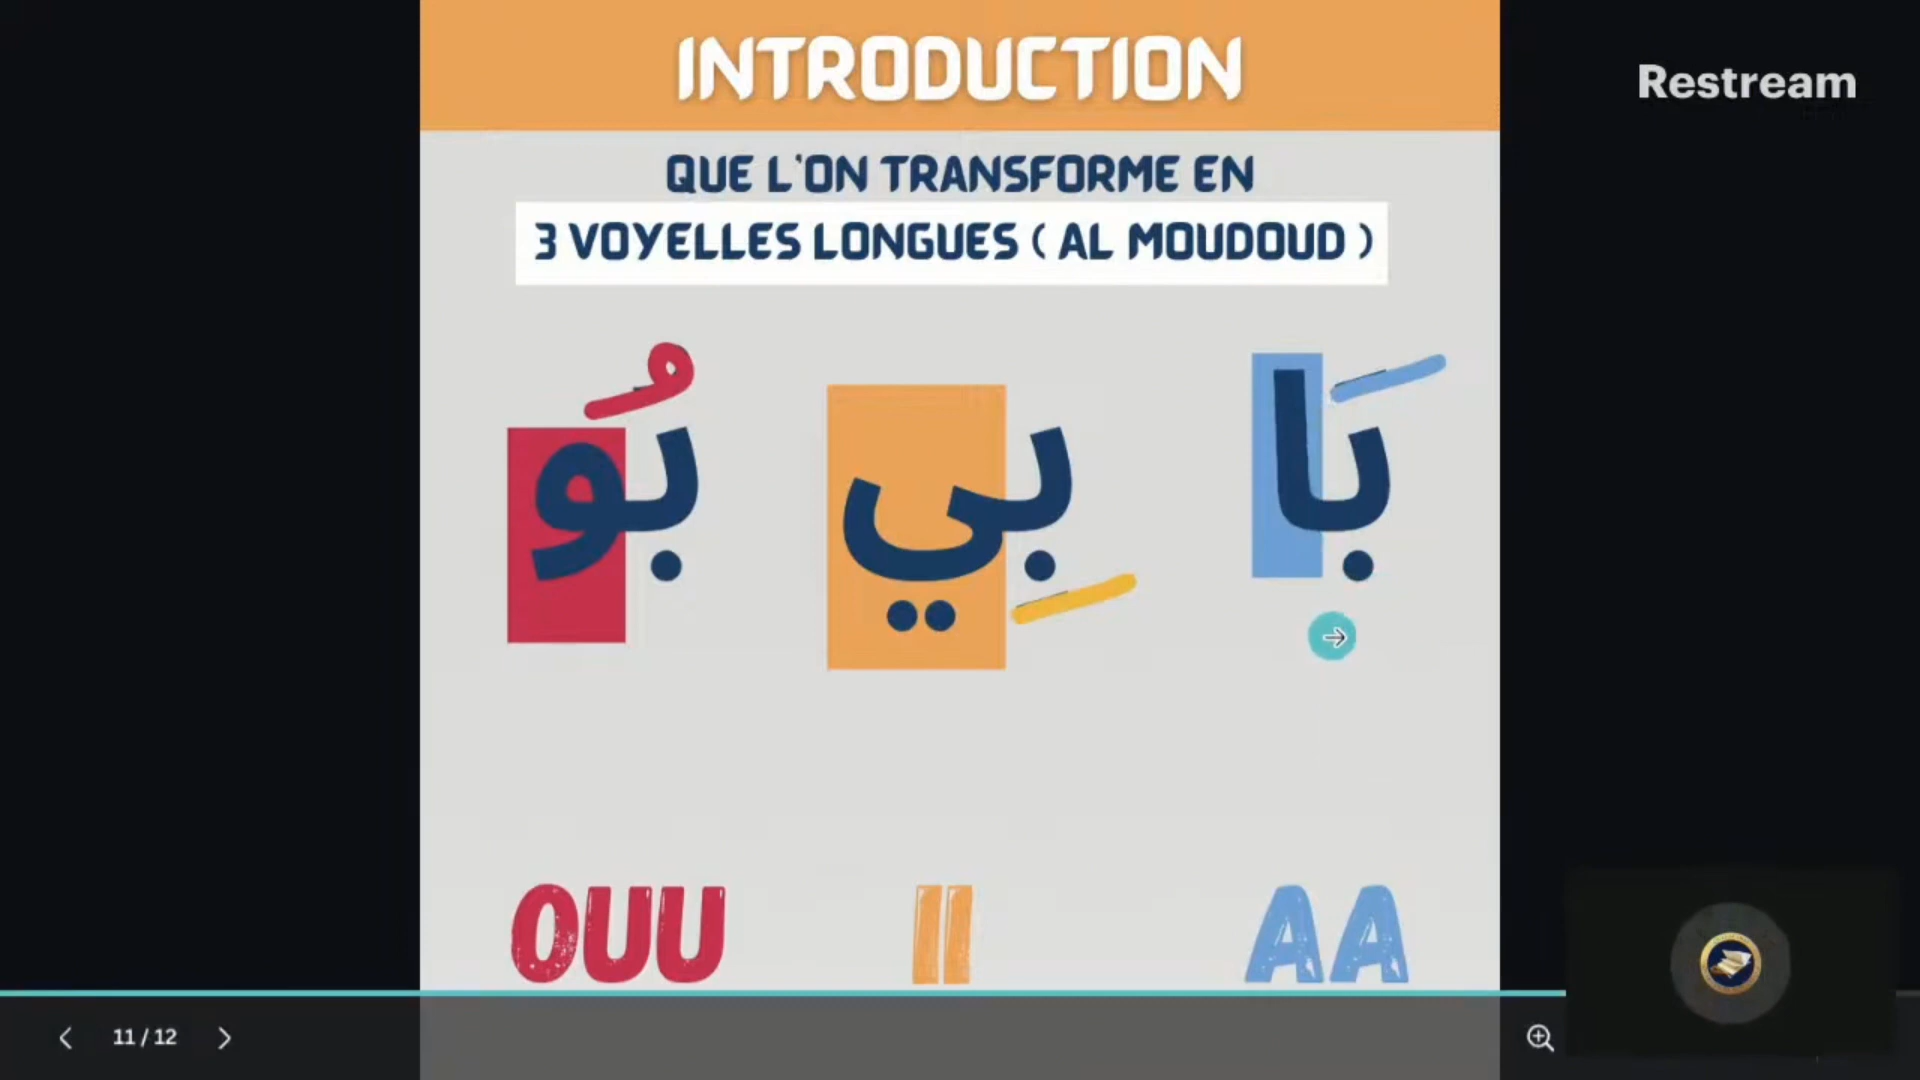 INTRODUCTION
Restream
QUE L'ON TRANSFORME EN
3 VOYELLES LONGUES ( AL MOUDOUD )
بَا بِي بُو
OUU II AA
11 / 12